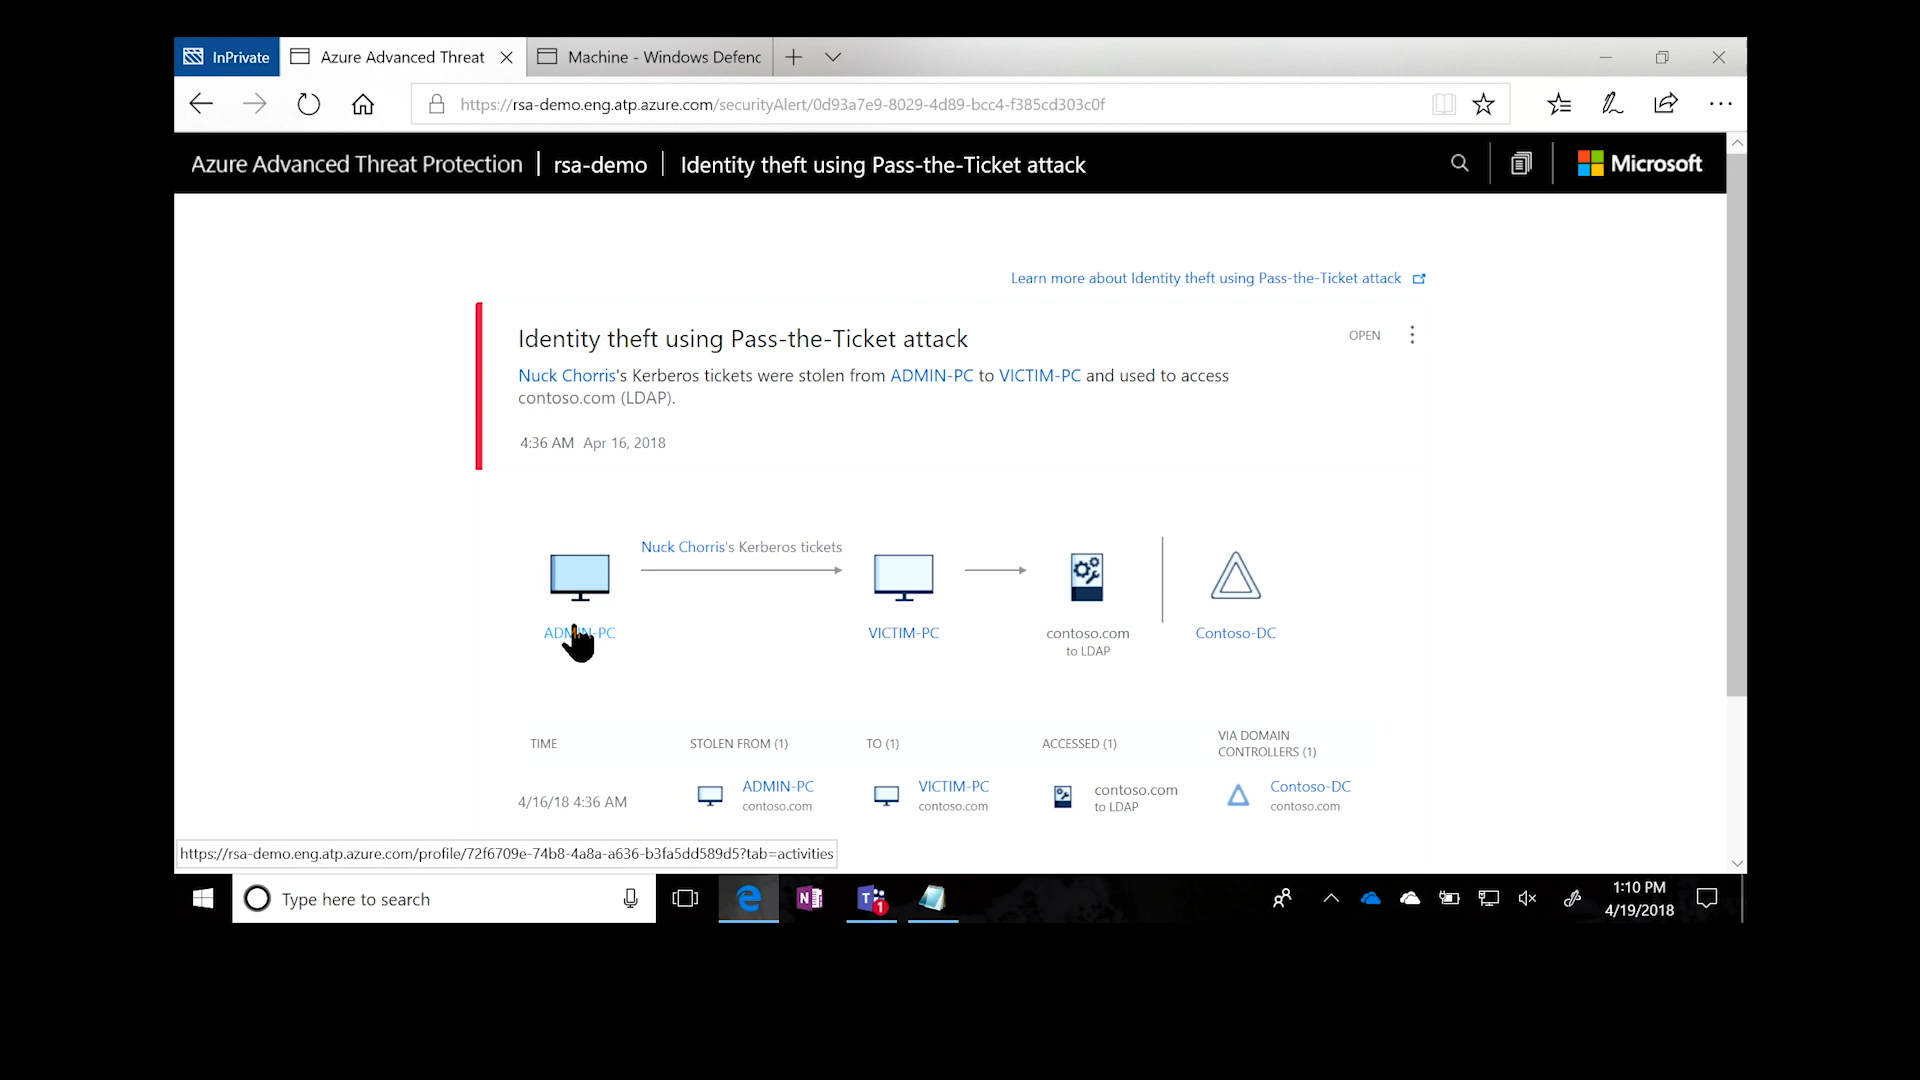 InPrivate
Azure Advanced Threat
Machine - Windows Defenc
https://rsa-demo.eng.atp.azure.com/securityAlert/0d93a7e9-8029-4d89-bcc4-f385cd303c0f
Azure Advanced Threat Protection
rsa-demo
Identity theft using Pass-the-Ticket attack
Microsoft
Learn more about Identity theft using Pass-the-Ticket attack
Identity theft using Pass-the-Ticket attack
OPEN
Nuck Chorris's Kerberos tickets were stolen from ADMIN-PC to VICTIM-PC and used to access
contoso.com (LDAP).
4:36 AM Apr 16, 2018
Nuck Chorris's Kerberos tickets
ADMIN-PC
VICTIM-PC
contoso.com
to LDAP
Contoso-DC
TIME
STOLEN FROM (1)
TO (1)
ACCESSED (1)
VIA DOMAIN
CONTROLLERS (1)
4/16/18 4:36 AM
ADMIN-PC
contoso.com
VICTIM-PC
contoso.com
contoso.com
to LDAP
Contoso-DC
contoso.com
https://rsa-demo.eng.atp.azure.com/profile/72f6709e-74b8-4a8a-a636-b3fa5dd589d5?tab=activities
Type here to search
N
T
1
1:10 PM
4/19/2018